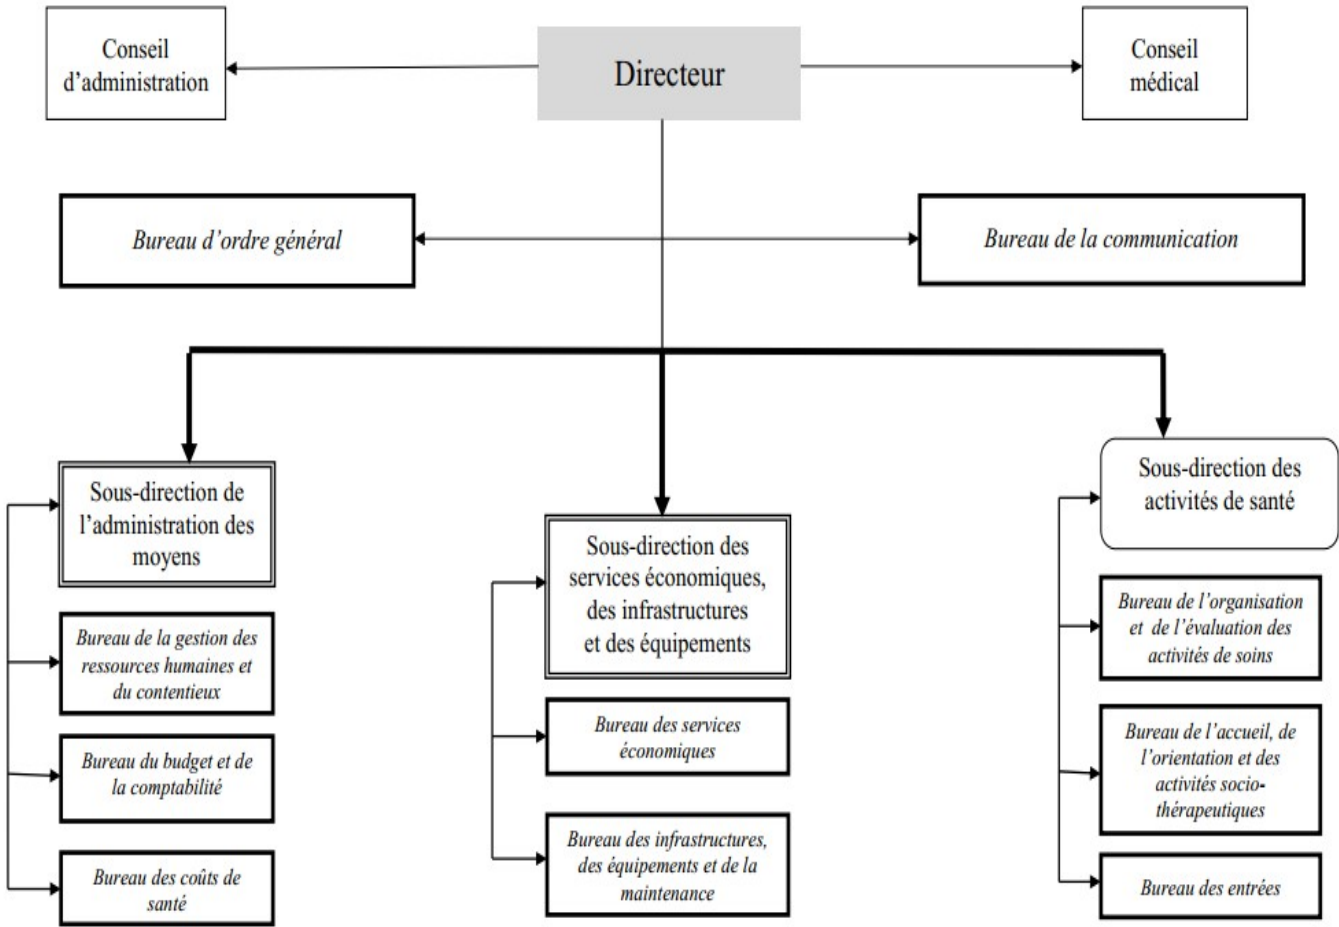 Conseil
d’administration
Directeur
Conseil
médical
Bureau d’ordre général
Bureau de la communication
Sous-direction de
l’administration des
moyens
Bureau de la gestion des
ressources humaines et
du contentieux
Bureau du budget et de
la comptabilité
Bureau des coûts de
santé
Sous-direction des
services économiques,
des infrastructures
et des équipements
Bureau des services
économiques
Bureau des infrastructures,
des équipements et de la
maintenance
Sous-direction des
activités de santé
Bureau de l’organisation
et de l’évaluation des
activités de soins
Bureau de l’accueil, de
l’orientation et des
activités socio-
thérapeutiques
Bureau des entrées